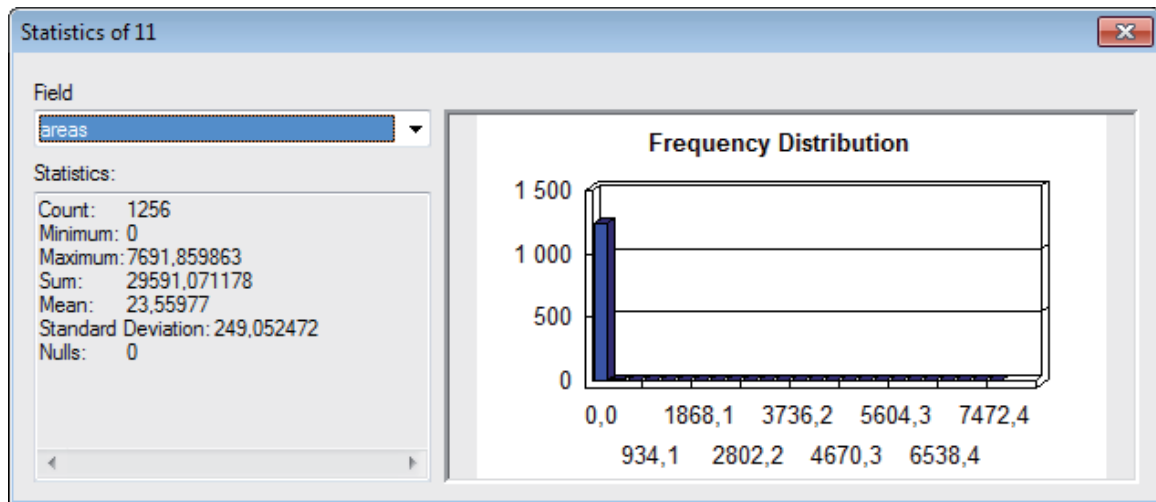 Statistics of 11
Field
areas
Statistics:
Count: 1256
Minimum: 0
Maximum: 7691,859863
Sum: 29591,071178
Mean: 23,55977
Standard Deviation: 249,052472
Nulls: 0
Frequency Distribution
1 500
1 000
500
0
0,0 1868,1 3736,2 5604,3 7472,4
934,1 2802,2 4670,3 6538,4